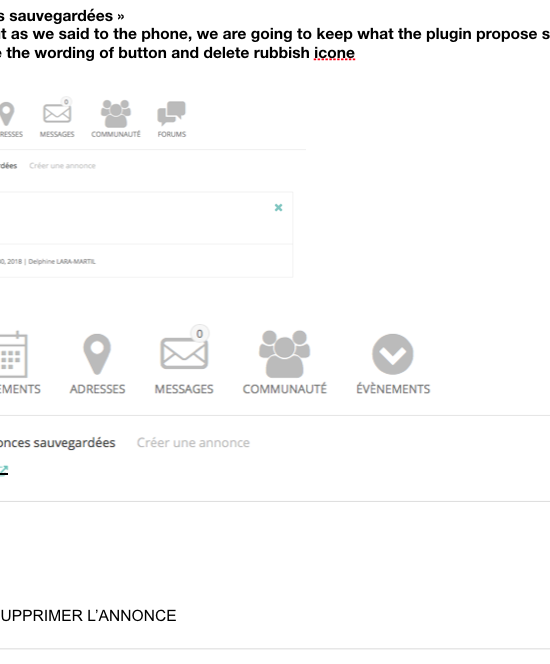 s sauvegardées »
t as we said to the phone, we are going to keep what the plugin propose s
e the wording of button and delete rubbish icone
0
RESSES MESSAGES COMMUNAUTÉ FORUMS
dées Créer une annonce
0, 2018 | Delphine LARA-MARTIL
0
EMENTS ADRESSES MESSAGES COMMUNAUTÉ ÉVÈNEMENTS
onces sauvegardées Créer une annonce
UPPRIMER L’ANNONCE